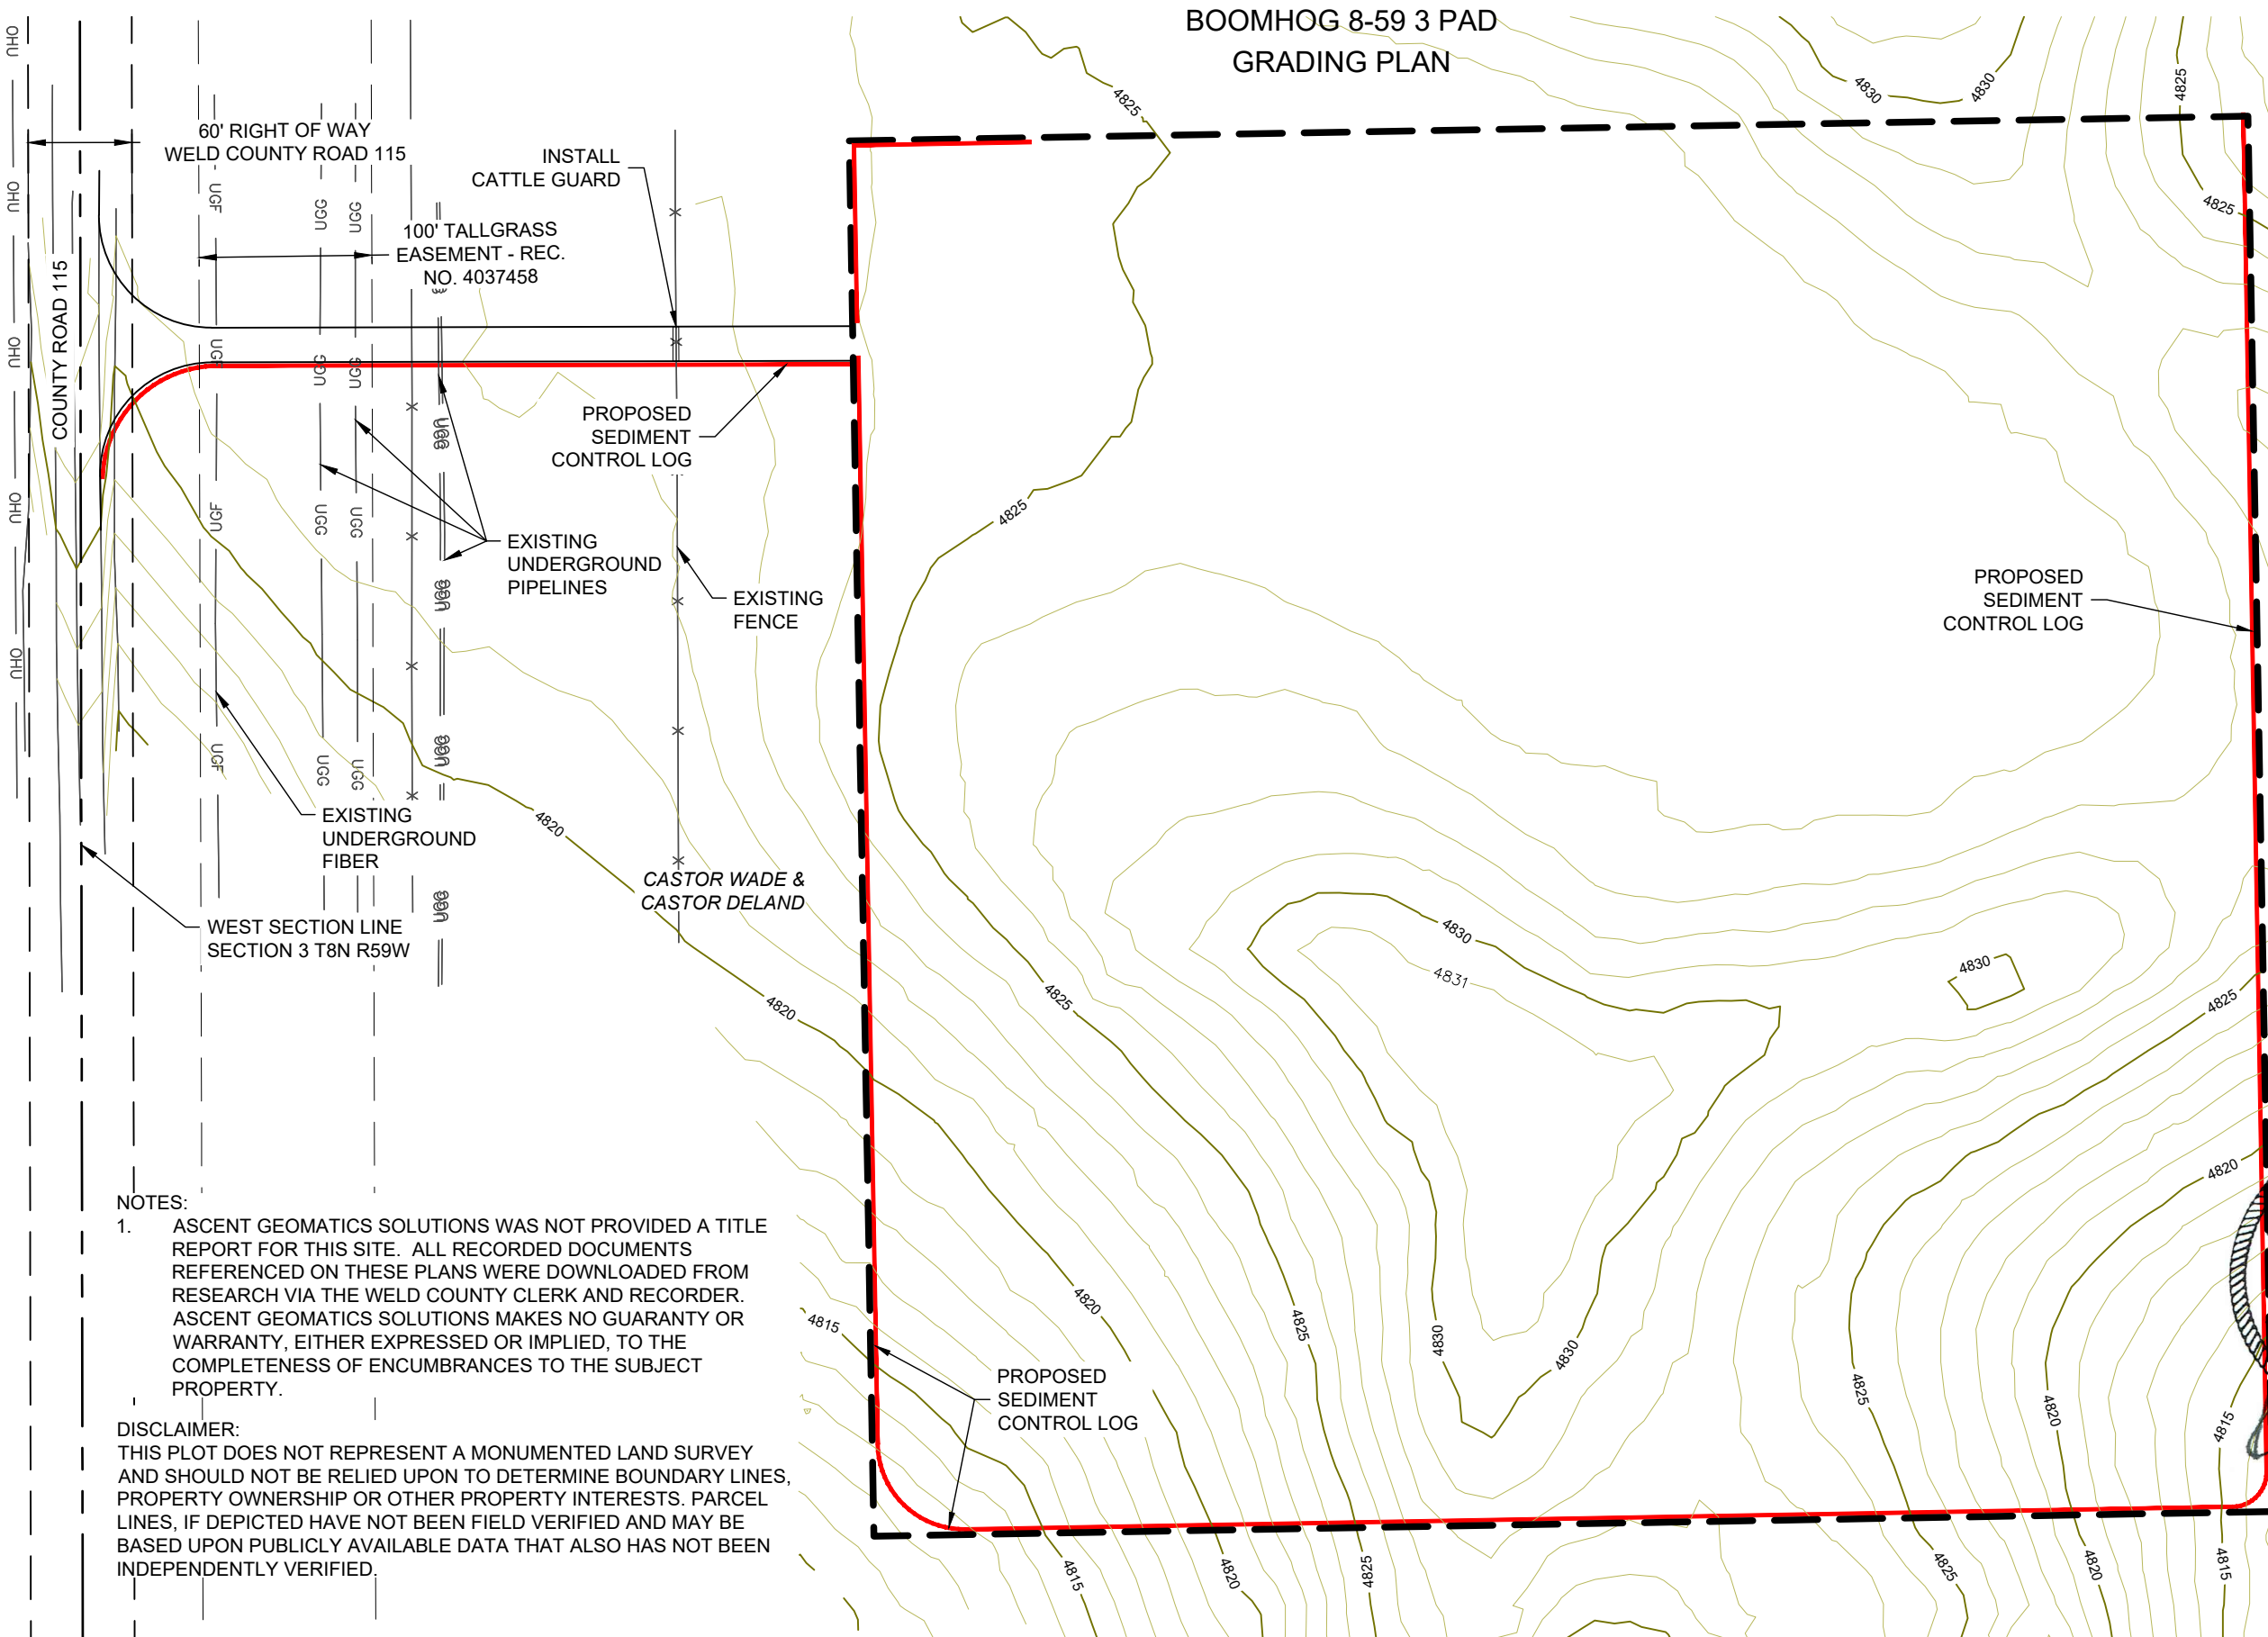 BOOMHOG 8-59 3 PAD
GRADING PLAN
60' RIGHT OF WAY
WELD COUNTY ROAD 115
INSTALL
CATTLE GUARD
100' TALLGRASS
EASEMENT - REC.
NO. 4037458
COUNTY ROAD 115
OHU
OHU
OHU
OHU
OHU
OHU
UGF
UGF
UGF
UGF
UGG
UGG
UGG
UGG
UGG
UGG
UGG
UGG
UGG
UGG
UGG
UGG
PROPOSED
SEDIMENT
CONTROL LOG
EXISTING
UNDERGROUND
PIPELINES
EXISTING
FENCE
PROPOSED
SEDIMENT
CONTROL LOG
EXISTING
UNDERGROUND
FIBER
CASTOR WADE &
CASTOR DELAND
WEST SECTION LINE
SECTION 3 T8N R59W
4825
4830
4830
4825
4825
4825
4820
4820
4825
4830
4831
4830
4825
4820
4815
4820
4825
4830
4830
4825
4820
4815
PROPOSED
SEDIMENT
CONTROL LOG
4815
4820
4825
4825
4820
4815
NOTES:
1. ASCENT GEOMATICS SOLUTIONS WAS NOT PROVIDED A TITLE
REPORT FOR THIS SITE. ALL RECORDED DOCUMENTS
REFERENCED ON THESE PLANS WERE DOWNLOADED FROM
RESEARCH VIA THE WELD COUNTY CLERK AND RECORDER.
ASCENT GEOMATICS SOLUTIONS MAKES NO GUARANTY OR
WARRANTY, EITHER EXPRESSED OR IMPLIED, TO THE
COMPLETENESS OF ENCUMBRANCES TO THE SUBJECT
PROPERTY.
DISCLAIMER:
THIS PLOT DOES NOT REPRESENT A MONUMENTED LAND SURVEY
AND SHOULD NOT BE RELIED UPON TO DETERMINE BOUNDARY LINES,
PROPERTY OWNERSHIP OR OTHER PROPERTY INTERESTS. PARCEL
LINES, IF DEPICTED HAVE NOT BEEN FIELD VERIFIED AND MAY BE
BASED UPON PUBLICLY AVAILABLE DATA THAT ALSO HAS NOT BEEN
INDEPENDENTLY VERIFIED.